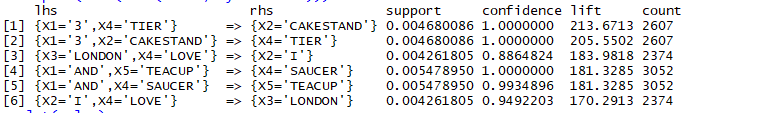 lhs rhs support confidence lift count
[1] {X1='3',X4='TIER'} => {X2='CAKESTAND'} 0.004680086 1.0000000 213.6713 2607
[2] {X1='3',X2='CAKESTAND'} => {X4='TIER'} 0.004680086 1.0000000 205.5502 2607
[3] {X3='LONDON',X4='LOVE'} => {X2='I'} 0.004261805 0.8864824 183.9818 2374
[4] {X1='AND',X5='TEACUP'} => {X4='SAUCER'} 0.005478950 1.0000000 181.3285 3052
[5] {X1='AND',X4='SAUCER'} => {X5='TEACUP'} 0.005478950 0.9934896 181.3285 3052
[6] {X2='I',X4='LOVE'} => {X3='LONDON'} 0.004261805 0.9492203 170.2913 2374